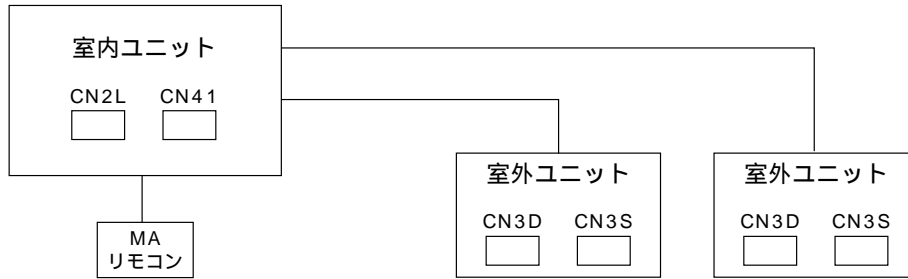 室内ユニット
CN2L CN41
MA
リモコン
室外ユニット
CN3D CN3S
室外ユニット
CN3D CN3S